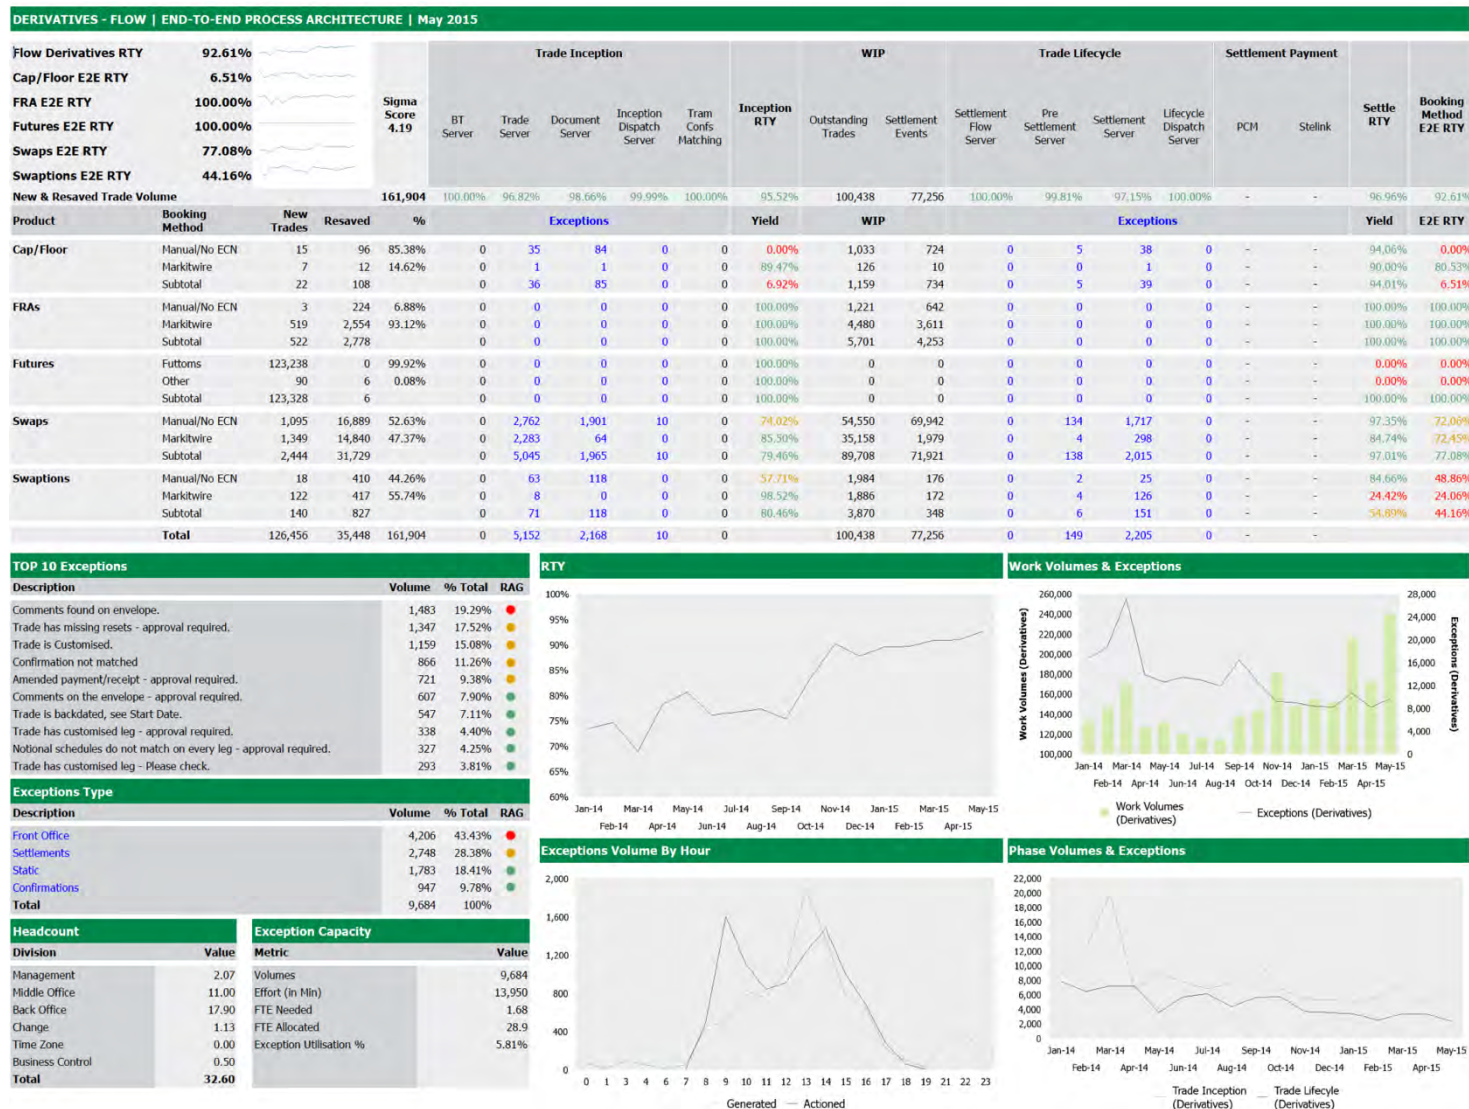 DERIVATIVES - FLOW | END-TO-END PROCESS ARCHITECTURE | May 2015
Flow Derivatives RTY 92.61%
Cap/Floor E2E RTY 6.51%
FRA E2E RTY 100.00%
Futures E2E RTY 100.00%
Swaps E2E RTY 77.08%
Swaptions E2E RTY 44.16%
Sigma Score 4.19
Trade Inception WIP Trade Lifecycle Settlement Payment
BT Server Trade Server Document Server Inception Dispatch Server Tram Confs Matching Inception RTY Outstanding Trades Settlement Events Settlement Flow Server Pre Settlement Server Settlement Server Lifecycle Dispatch Server PCM Stelink Settle RTY Booking Method E2E RTY
New & Resaved Trade Volume 161,904 100.00% 96.82% 98.66% 99.99% 100.00% 95.52% 100,438 77,256 100.00% 99.81% 97.15% 100.00% - - 96.96% 92.61%
Product Booking Method New Trades Resaved % Exceptions Yield WIP Exceptions Yield E2E RTY
Cap/Floor Manual/No ECN 15 96 85.38% 0 35 84 0 0 0.00% 1,033 724 0 5 38 0 - - 94.06% 0.00%
Markitwire 7 12 14.62% 0 1 1 0 0 89.47% 126 10 0 0 1 0 - - 90.00% 80.53%
Subtotal 22 108 0 36 85 0 0 6.92% 1,159 734 0 5 39 0 - - 94.01% 6.51%
FRAs Manual/No ECN 3 224 6.88% 0 0 0 0 0 100.00% 1,221 642 0 0 0 0 - - 100.00% 100.00%
Markitwire 519 2,554 93.12% 0 0 0 0 0 100.00% 4,480 3,611 0 0 0 0 - - 100.00% 100.00%
Subtotal 522 2,778 0 0 0 0 0 100.00% 5,701 4,253 0 0 0 0 - - 100.00% 100.00%
Futures Futtoms 123,238 0 99.92% 0 0 0 0 0 100.00% 0 0 0 0 0 0 - - 0.00% 0.00%
Other 90 6 0.08% 0 0 0 0 0 100.00% 0 0 0 0 0 0 - - 0.00% 0.00%
Subtotal 123,328 6 0 0 0 0 0 100.00% 0 0 0 0 0 0 - - 100.00% 100.00%
Swaps Manual/No ECN 1,095 16,889 52.63% 0 2,762 1,901 10 0 74.02% 54,550 69,942 0 134 1,717 0 - - 97.35% 72.06%
Markitwire 1,349 14,840 47.37% 0 2,283 64 0 0 85.50% 35,158 1,979 0 4 298 0 - - 84.74% 72.45%
Subtotal 2,444 31,729 0 5,045 1,965 10 0 79.46% 89,708 71,921 0 138 2,015 0 - - 97.01% 77.08%
Swaptions Manual/No ECN 18 410 44.26% 0 63 118 0 0 57.71% 1,984 176 0 2 25 0 - - 84.66% 48.86%
Markitwire 122 417 55.74% 0 8 0 0 0 98.52% 1,886 172 0 4 126 0 - - 24.42% 24.06%
Subtotal 140 827 0 71 118 0 0 80.46% 3,870 348 0 6 151 0 - - 54.89% 44.16%
Total 126,456 35,448 161,904 0 5,152 2,168 10 0 100,438 77,256 0 149 2,205 0 - -
TOP 10 Exceptions
Description Volume % Total RAG
Comments found on envelope. 1,483 19.29%
Trade has missing resets - approval required. 1,347 17.52%
Trade is Customised. 1,159 15.08%
Confirmation not matched 866 11.26%
Amended payment/receipt - approval required. 721 9.38%
Comments on the envelope - approval required. 607 7.90%
Trade is backdated, see Start Date. 547 7.11%
Trade has customised leg - approval required. 338 4.40%
Notional schedules do not match on every leg - approval required. 327 4.25%
Trade has customised leg - Please check. 293 3.81%
Exceptions Type
Description Volume % Total RAG
Front Office 4,206 43.43%
Settlements 2,748 28.38%
Static 1,783 18.41%
Confirmations 947 9.78%
Total 9,684 100%
Headcount
Division Value
Management 2.07
Middle Office 11.00
Back Office 17.90
Change 1.13
Time Zone 0.00
Business Control 0.50
Total 32.60
Exception Capacity
Metric Value
Volumes 9,684
Effort (in Min) 13,950
FTE Needed 1.68
FTE Allocated 28.9
Exception Utilisation % 5.81%
RTY
100%
95%
90%
85%
80%
75%
70%
65%
60%
Jan-14 Mar-14 May-14 Jul-14 Sep-14 Nov-14 Jan-15 Mar-15 May-15
Feb-14 Apr-14 Jun-14 Aug-14 Oct-14 Dec-14 Feb-15 Apr-15
Work Volumes & Exceptions
Work Volumes (Derivatives)
260,000 28,000
240,000 24,000
220,000 20,000
200,000 16,000
180,000 12,000
160,000 8,000
140,000 4,000
120,000 0
100,000
Exceptions (Derivatives)
Jan-14 Mar-14 May-14 Jul-14 Sep-14 Nov-14 Jan-15 Mar-15 May-15
Feb-14 Apr-14 Jun-14 Aug-14 Oct-14 Dec-14 Feb-15 Apr-15
Work Volumes (Derivatives) Exceptions (Derivatives)
Exceptions Volume By Hour
2,000
1,600
1,200
800
400
0
0 1 3 4 6 7 8 9 10 11 12 13 14 15 16 17 18 19 20 21 22 23
Generated Actioned
Phase Volumes & Exceptions
22,000
20,000
18,000
16,000
14,000
12,000
10,000
8,000
6,000
4,000
2,000
0
Jan-14 Mar-14 May-14 Jul-14 Sep-14 Nov-14 Jan-15 Mar-15 May-15
Feb-14 Apr-14 Jun-14 Aug-14 Oct-14 Dec-14 Feb-15 Apr-15
Trade Inception (Derivatives) Trade Lifecyle (Derivatives)